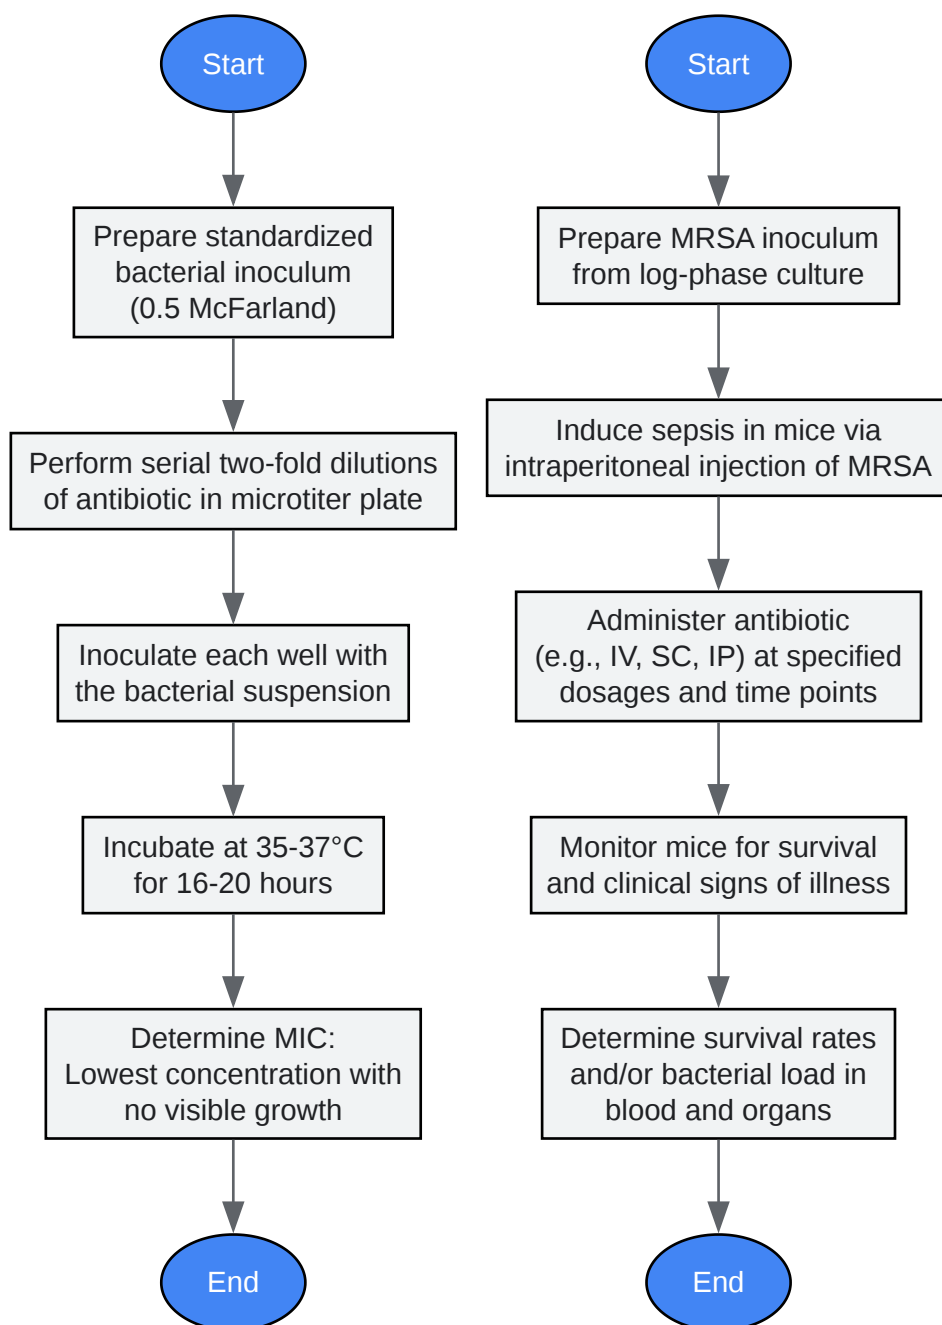 Start
Prepare standardized
bacterial inoculum
(0.5 McFarland)
Perform serial two-fold dilutions
of antibiotic in microtiter plate
Inoculate each well with
the bacterial suspension
Incubate at 35-37°C
for 16-20 hours
Determine MIC:
Lowest concentration with
no visible growth
End
Start
Prepare MRSA inoculum
from log-phase culture
Induce sepsis in mice via
intraperitoneal injection of MRSA
Administer antibiotic
(e.g., IV, SC, IP) at specified
dosages and time points
Monitor mice for survival
and clinical signs of illness
Determine survival rates
and/or bacterial load in
blood and organs
End